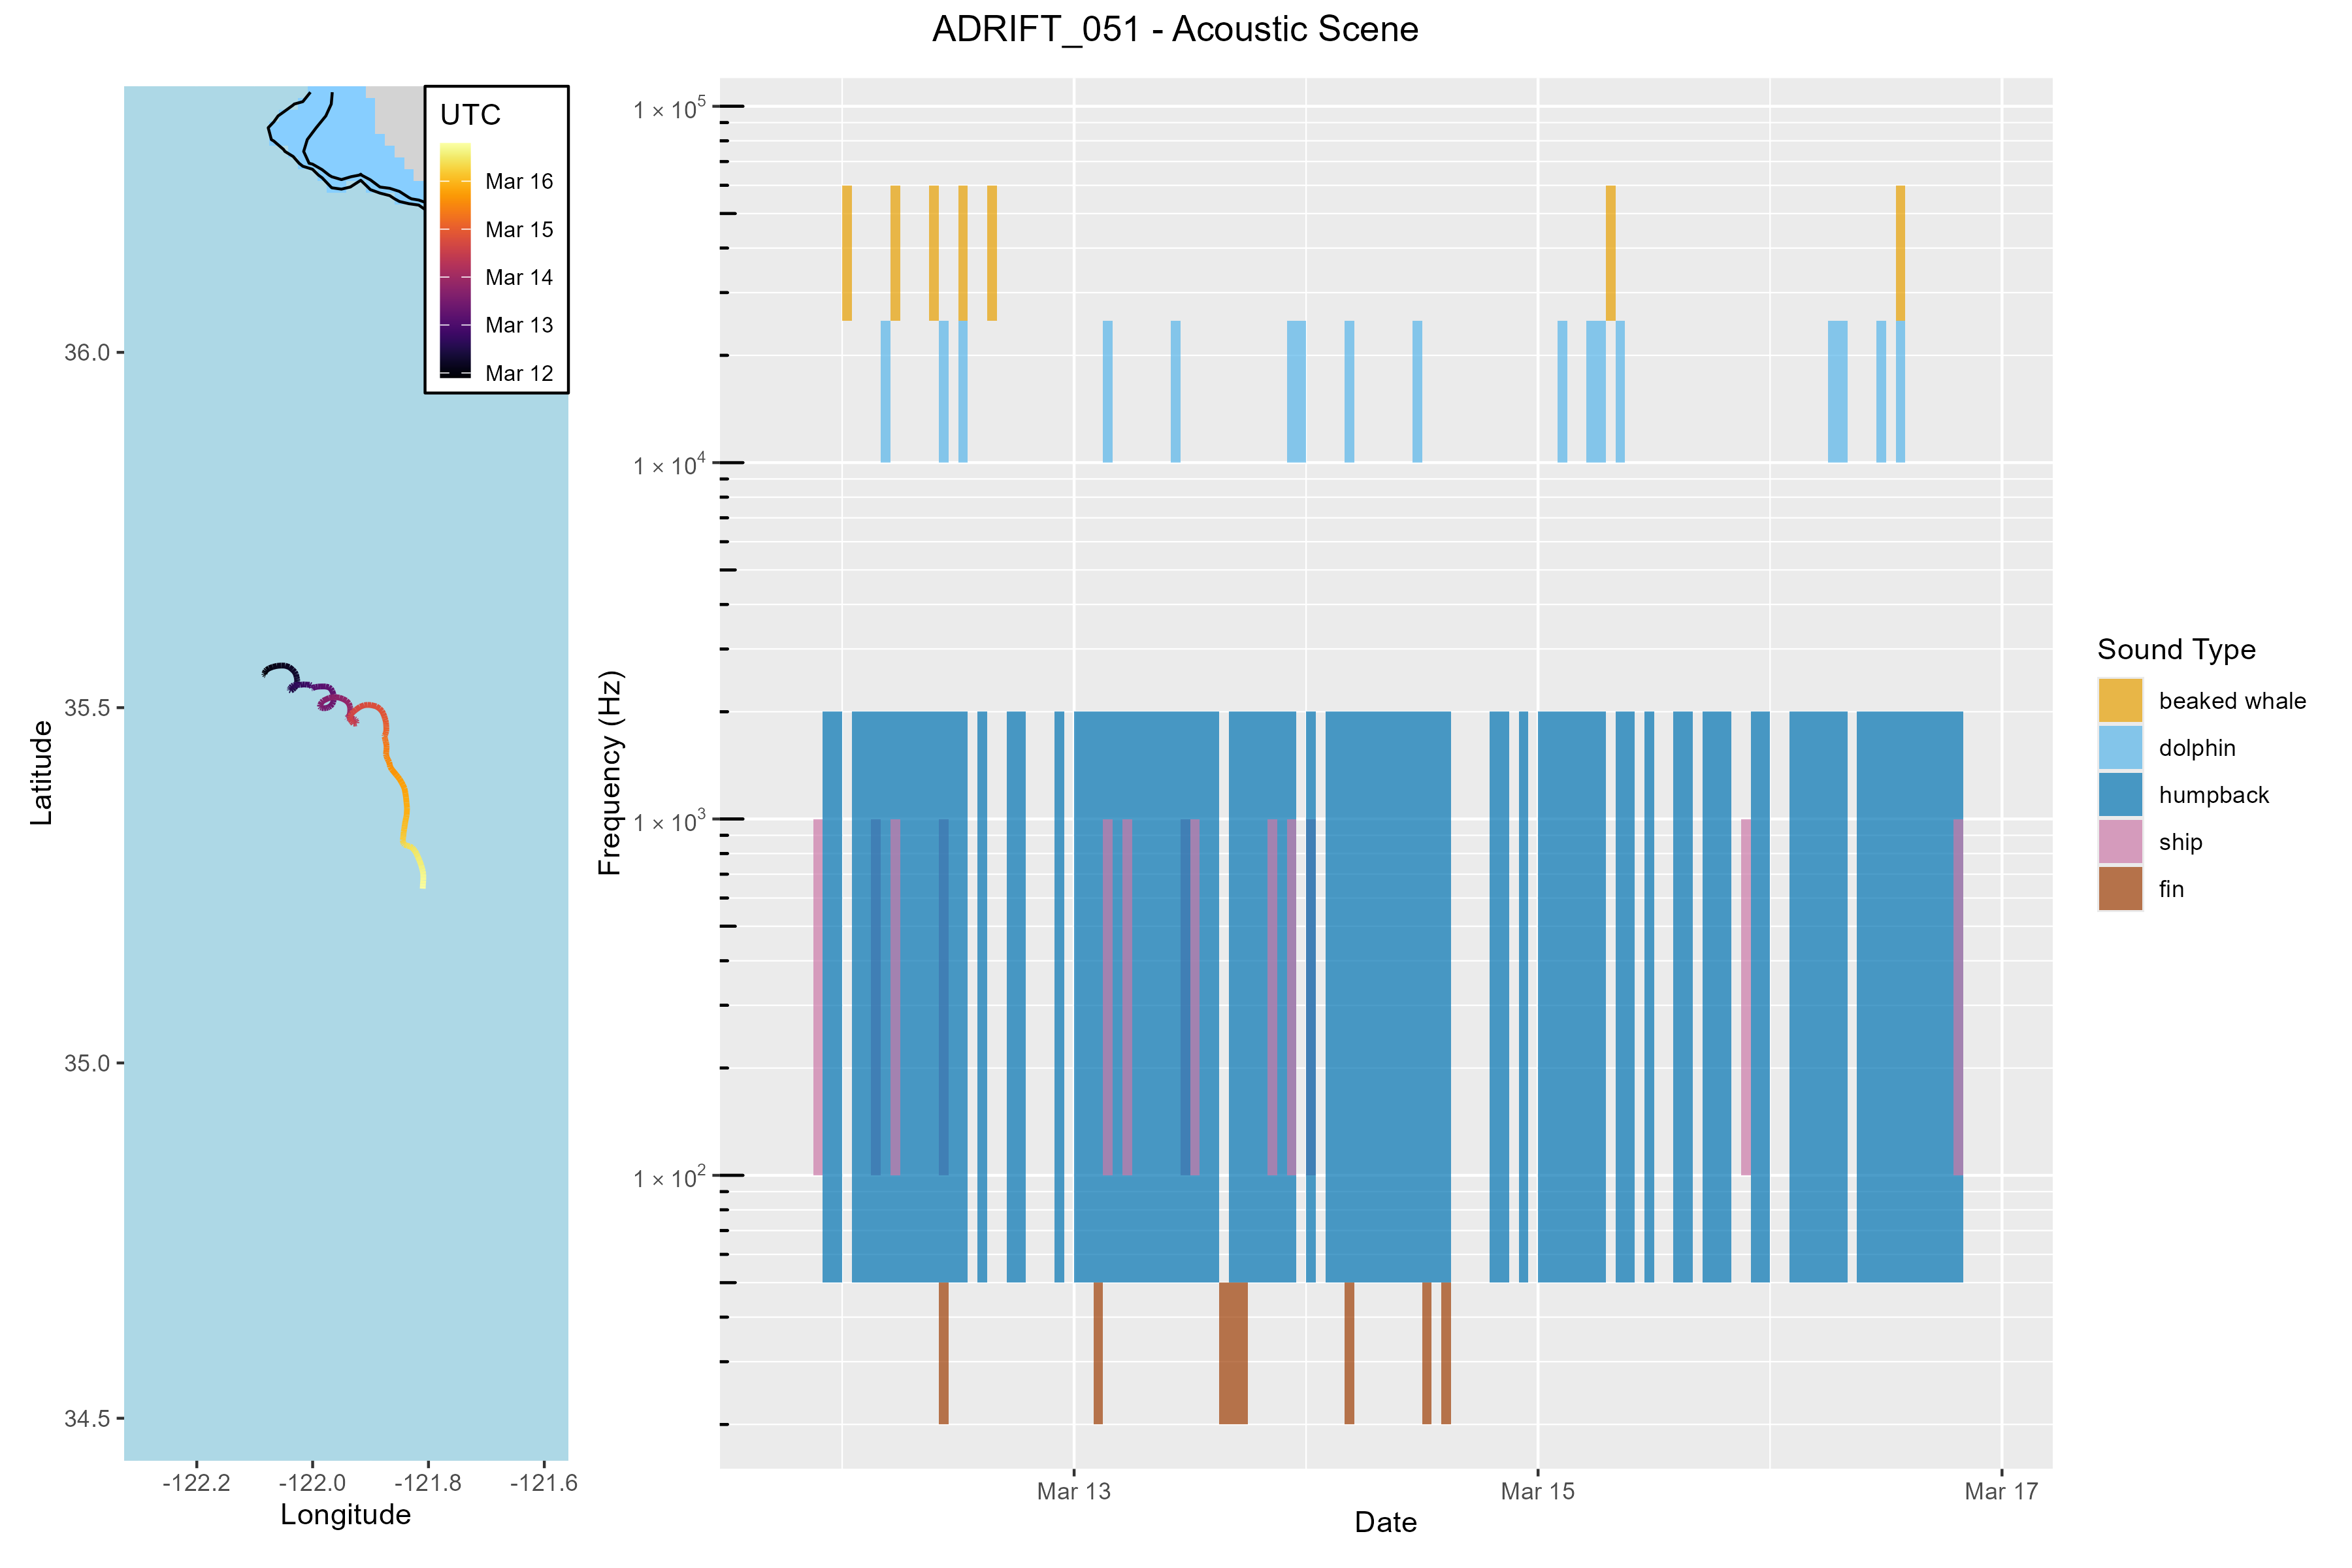 ADRIFT_051 - Acoustic Scene
UTC
Mar 16
Mar 15
Mar 14
Mar 13
Mar 12
36.0
35.5
35.0
34.5
Latitude
-122.2
-122.0
-121.8
-121.6
Longitude
1 × 10⁵
1 × 10⁴
1 × 10³
1 × 10²
Frequency (Hz)
Mar 13
Mar 15
Mar 17
Date
Sound Type
beaked whale
dolphin
humpback
ship
fin